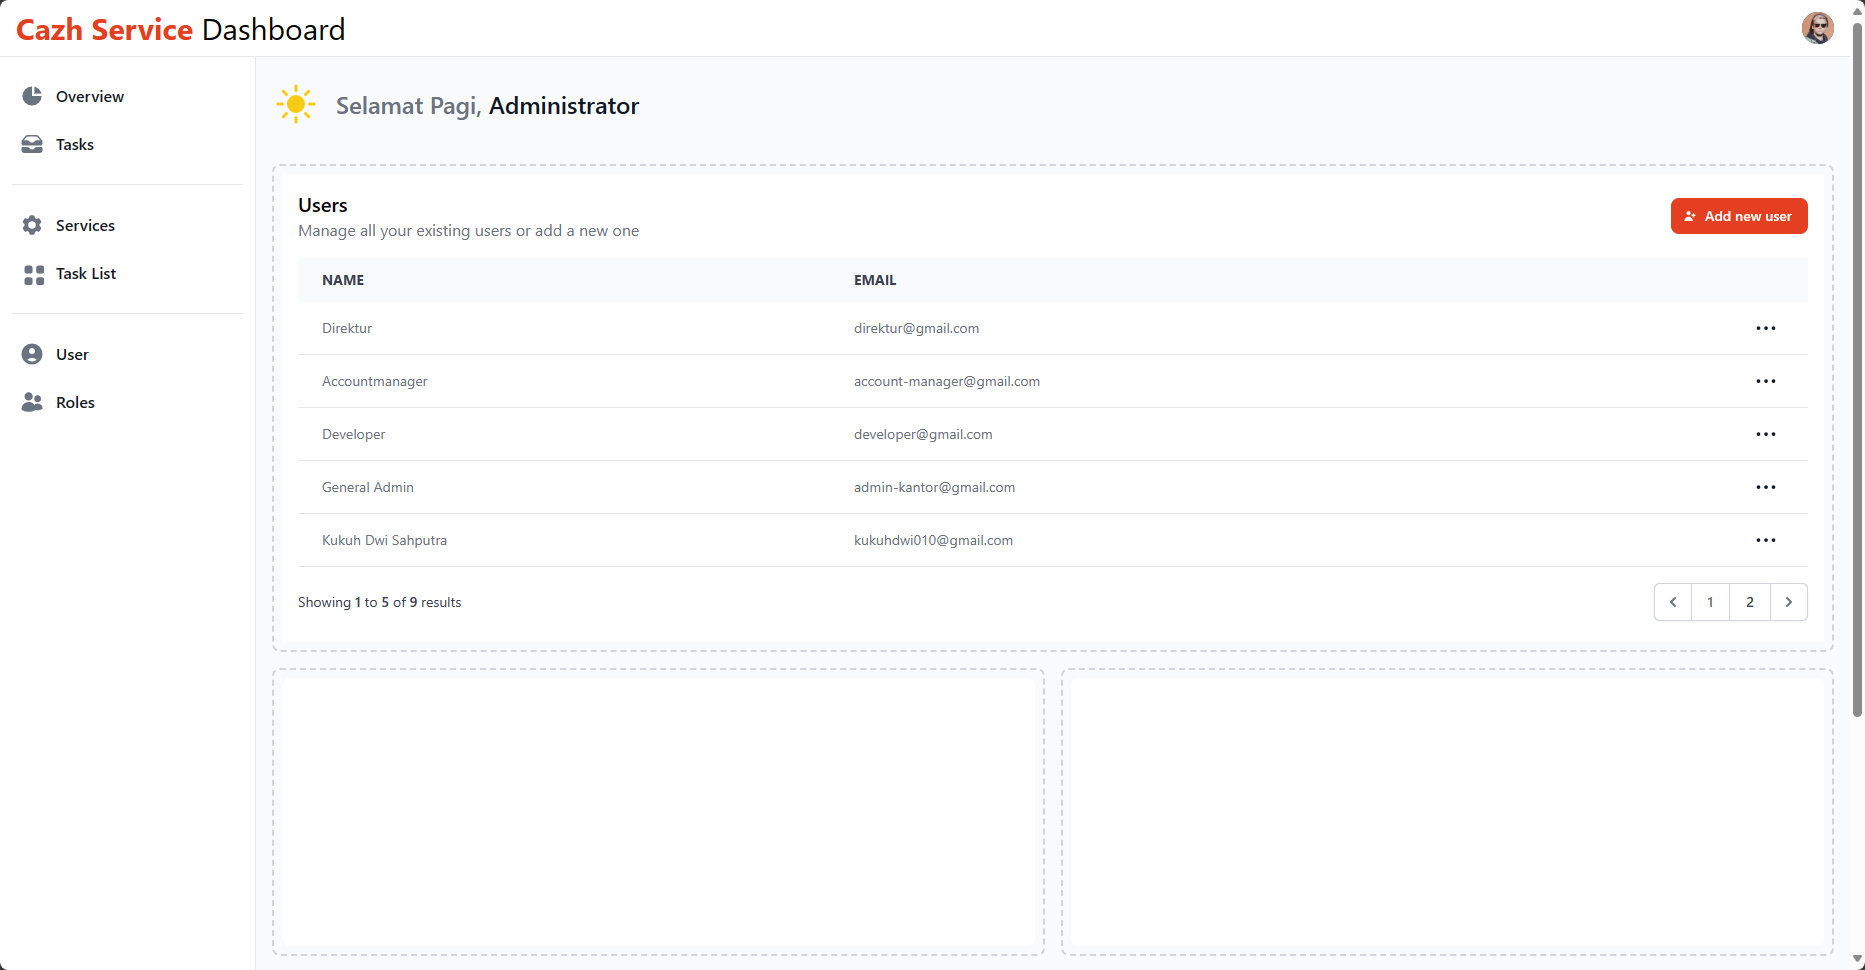 Cazh Service Dashboard
Overview
Tasks
Services
Task List
User
Roles
Selamat Pagi, Administrator
Users
Manage all your existing users or add a new one
Add new user
NAME EMAIL
Direktur direktur@gmail.com
Accountmanager account-manager@gmail.com
Developer developer@gmail.com
General Admin admin-kantor@gmail.com
Kukuh Dwi Sahputra kukuhdwi010@gmail.com
Showing 1 to 5 of 9 results
1 2